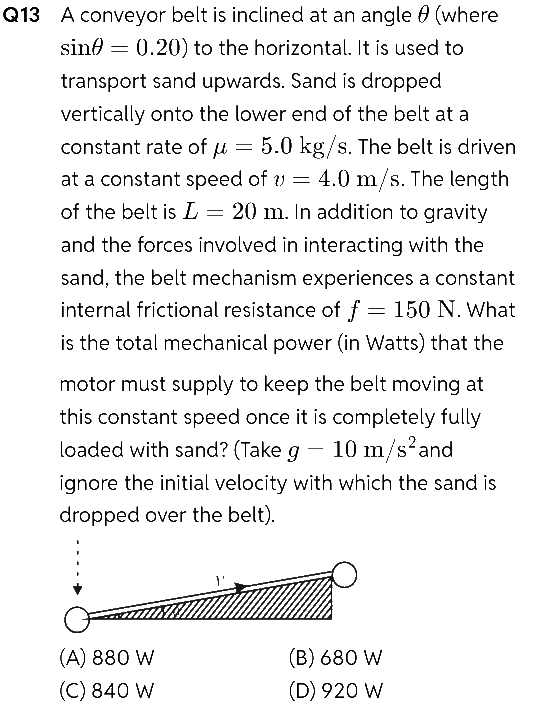 Q13 A conveyor belt is inclined at an angle θ (where
sinθ = 0.20) to the horizontal. It is used to
transport sand upwards. Sand is dropped
vertically onto the lower end of the belt at a
constant rate of μ = 5.0 kg/s. The belt is driven
at a constant speed of v = 4.0 m/s. The length
of the belt is L = 20 m. In addition to gravity
and the forces involved in interacting with the
sand, the belt mechanism experiences a constant
internal frictional resistance of f = 150 N. What
is the total mechanical power (in Watts) that the
motor must supply to keep the belt moving at
this constant speed once it is completely fully
loaded with sand? (Take g − 10 m/s² and
ignore the initial velocity with which the sand is
dropped over the belt).
(A) 880 W (B) 680 W
(C) 840 W (D) 920 W